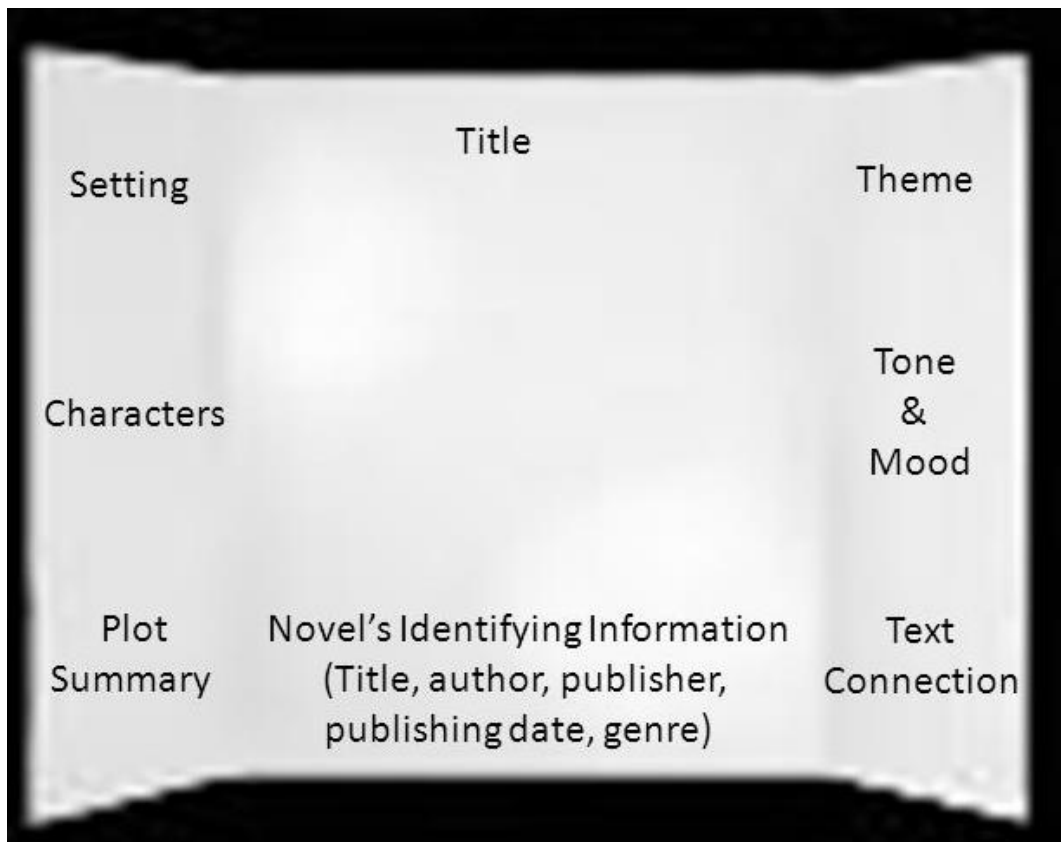 Title
Setting
Theme
Characters
Tone
&
Mood
Plot
Summary
Novel's Identifying Information
(Title, author, publisher,
publishing date, genre)
Text
Connection